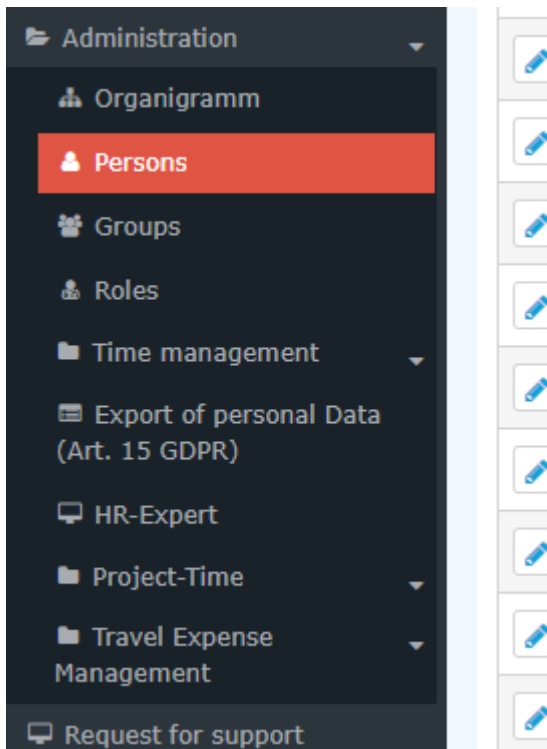 Administration
Organigramm
Persons
Groups
Roles
Time management
Export of personal Data
(Art. 15 GDPR)
HR-Expert
Project-Time
Travel Expense
Management
Request for support